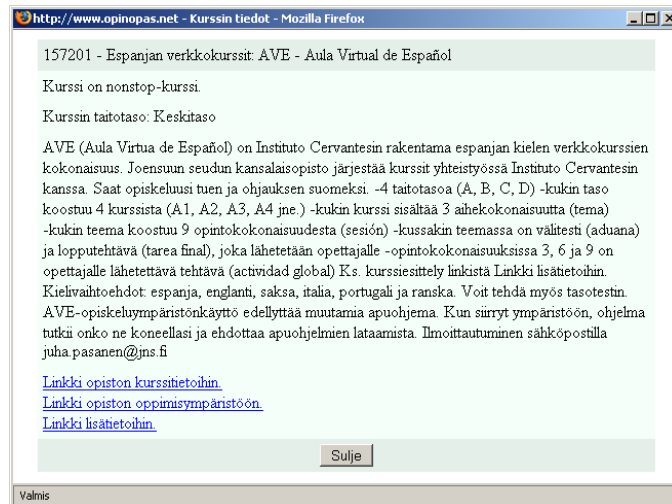 http://www.opinopas.net - Kurssin tiedot - Mozilla Firefox
157201 - Espanjan verkkokurssit: AVE - Aula Virtual de Español
Kurssi on nonstop-kurssi.
Kurssin taitotaso: Keskitaso
AVE (Aula Virtua de Español) on Instituto Cervantesin rakentama espanjan kielen verkkokurssien
kokonaisuus. Joensuun seudun kansalaisopisto järjestää kurssit yhteistyössä Instituto Cervantesin
kanssa. Saat opiskeluusi tuen ja ohjauksen suomeksi. -4 taitotasoa (A, B, C, D) -kukin taso
koostuu 4 kurssista (A1, A2, A3, A4 jne.) -kukin kurssi sisältää 3 aihekokonaisuutta (tema)
-kukin teema koostuu 9 opintokokonaisuudesta (sesión) -kussakin teemassa on välitesti (aduana)
ja lopputehtävä (tarea final), joka lähetetään opettajalle -opintokokonaisuuksissa 3, 6 ja 9 on
opettajalle lähetettävä tehtävä (actividad global) Ks. kurssiesittely linkistä Linkki lisätietoihin.
Kielivaihtoehdot: espanja, englanti, saksa, italia, portugali ja ranska. Voit tehdä myös tasotestin.
AVE-opiskeluympäristönkäyttö edellyttää muutamia apuohjema. Kun siirryt ympäristöön, ohjelma
tutkii onko ne koneellasi ja ehdottaa apuohjelmien lataamista. Ilmoittautuminen sähköpostilla
juha.pasanen@jns.fi
Linkki opiston kurssitietoihin.
Linkki opiston oppimisympäristöön.
Linkki lisätietoihin.
Sulje
Valmis